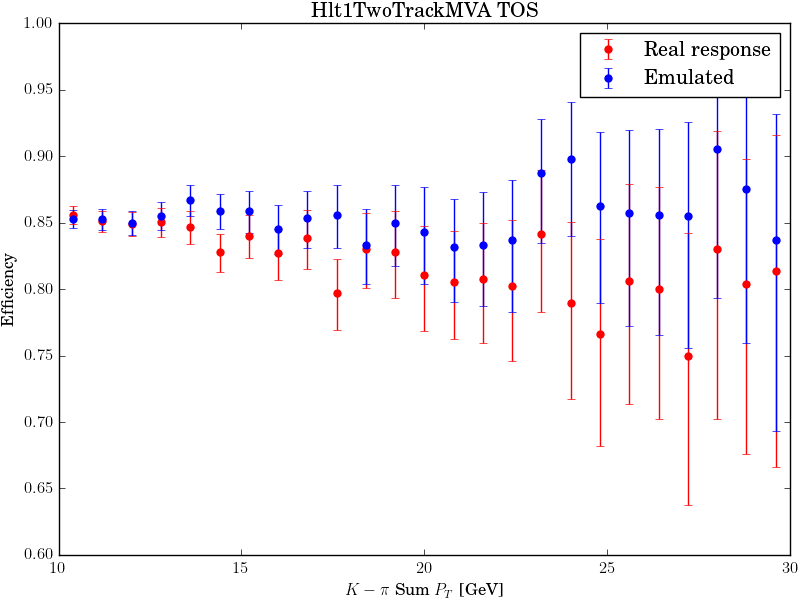 Hlt1TwoTrackMVA TOS
Real response
Emulated
1.00
0.95
0.90
0.85
0.80
0.75
0.70
0.65
0.60
Efficiency
10
15
20
25
30
K − π Sum P_T [GeV]